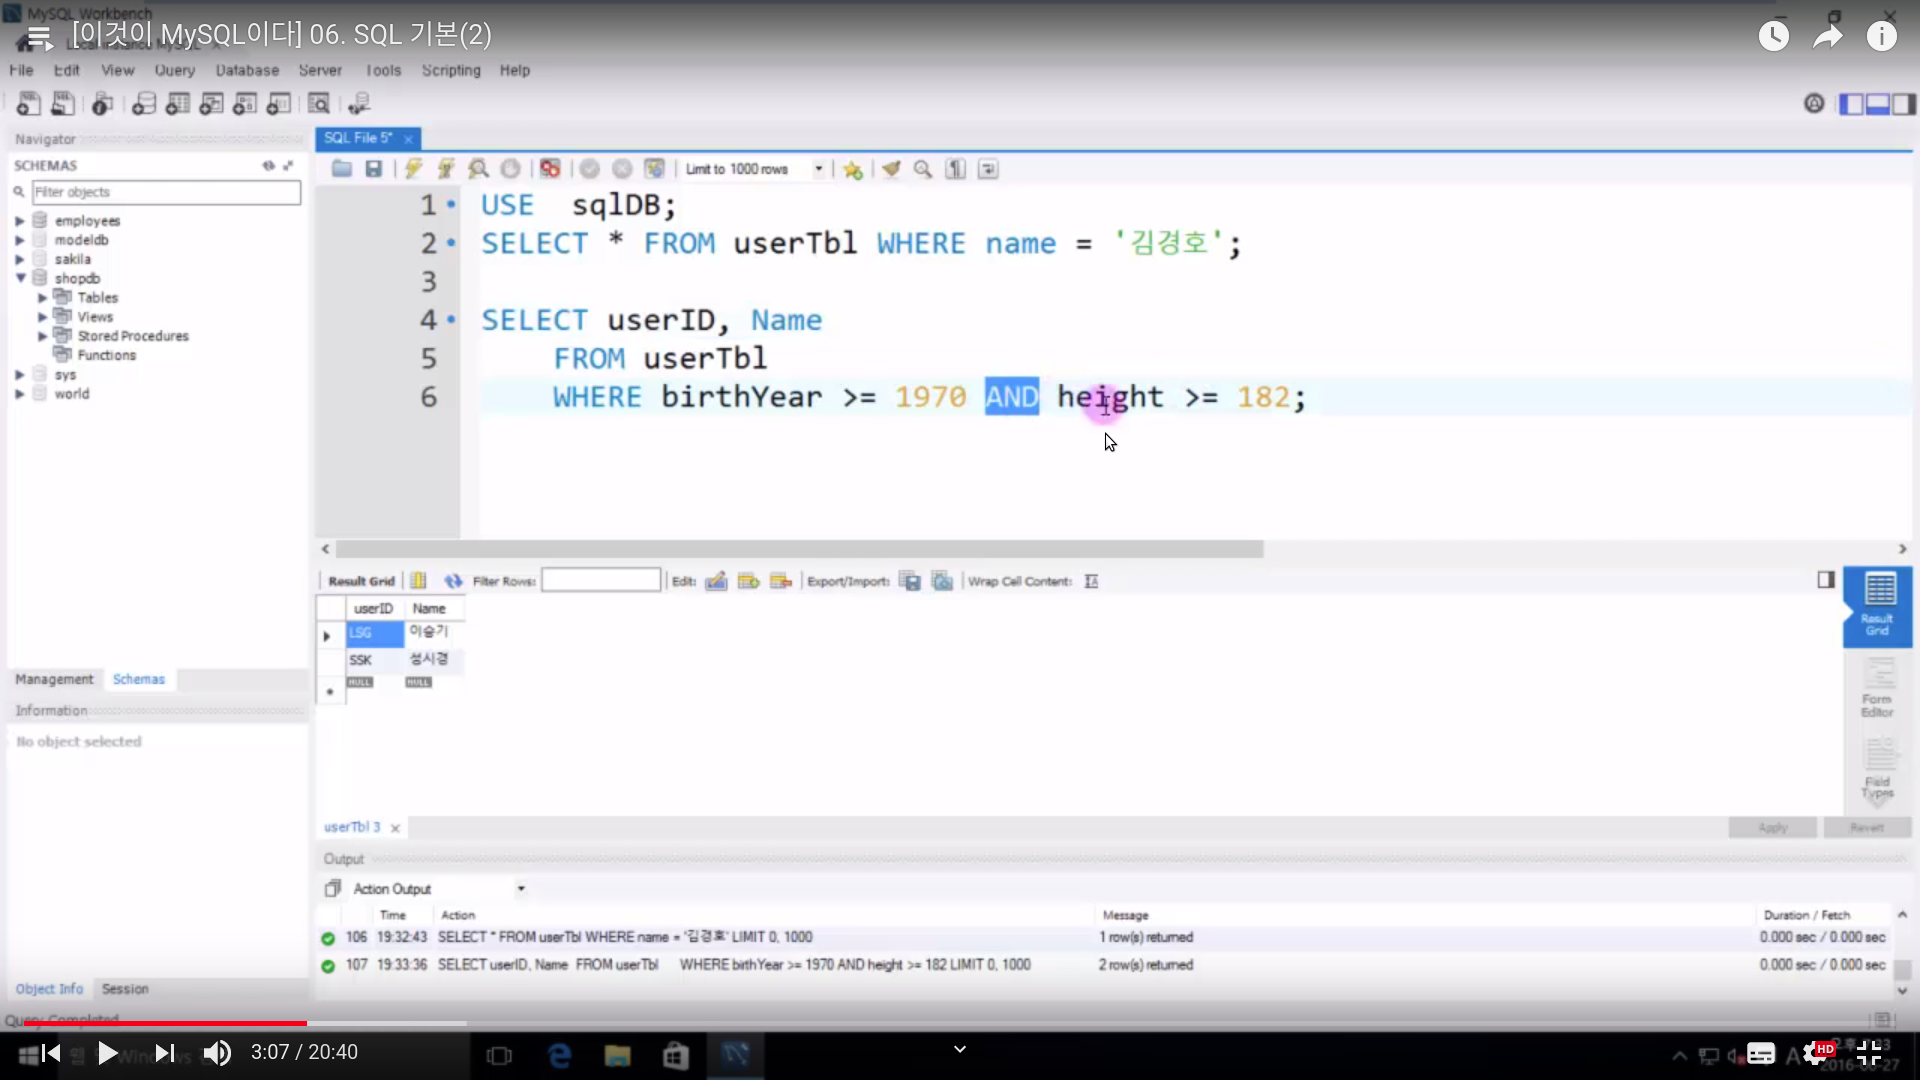 MySQL Workbench
[이것이 MySQL이다] 06. SQL 기본(2)
File Edit View Query Database Server Tools Scripting Help
Navigator
SQL File 5*
SCHEMAS
Limit to 1000 rows
Filter objects
employees
modeldb
sakila
shopdb
Tables
Views
Stored Procedures
Functions
sys
world
1 USE sqlDB;
2 SELECT * FROM userTbl WHERE name = '김경호';
3
4 SELECT userID, Name
5 FROM userTbl
6 WHERE birthYear >= 1970 AND height >= 182;
Result Grid Filter Rows: Edit: Export/Import: Wrap Cell Content:
userID Name
LSG 이승기
SSK 성시경
NULL NULL
Result Grid
Form Editor
Field Types
Management Schemas
Information
No object selected
userTbl 3
Apply Revert
Output
Action Output
Time Action Message Duration / Fetch
106 19:32:43 SELECT * FROM userTbl WHERE name = '김경호' LIMIT 0, 1000 1 row(s) returned 0.000 sec / 0.000 sec
107 19:33:36 SELECT userID, Name FROM userTbl WHERE birthYear >= 1970 AND height >= 182 LIMIT 0, 1000 2 row(s) returned 0.000 sec / 0.000 sec
Object Info Session
Query Completed
3:07 / 20:40
HD